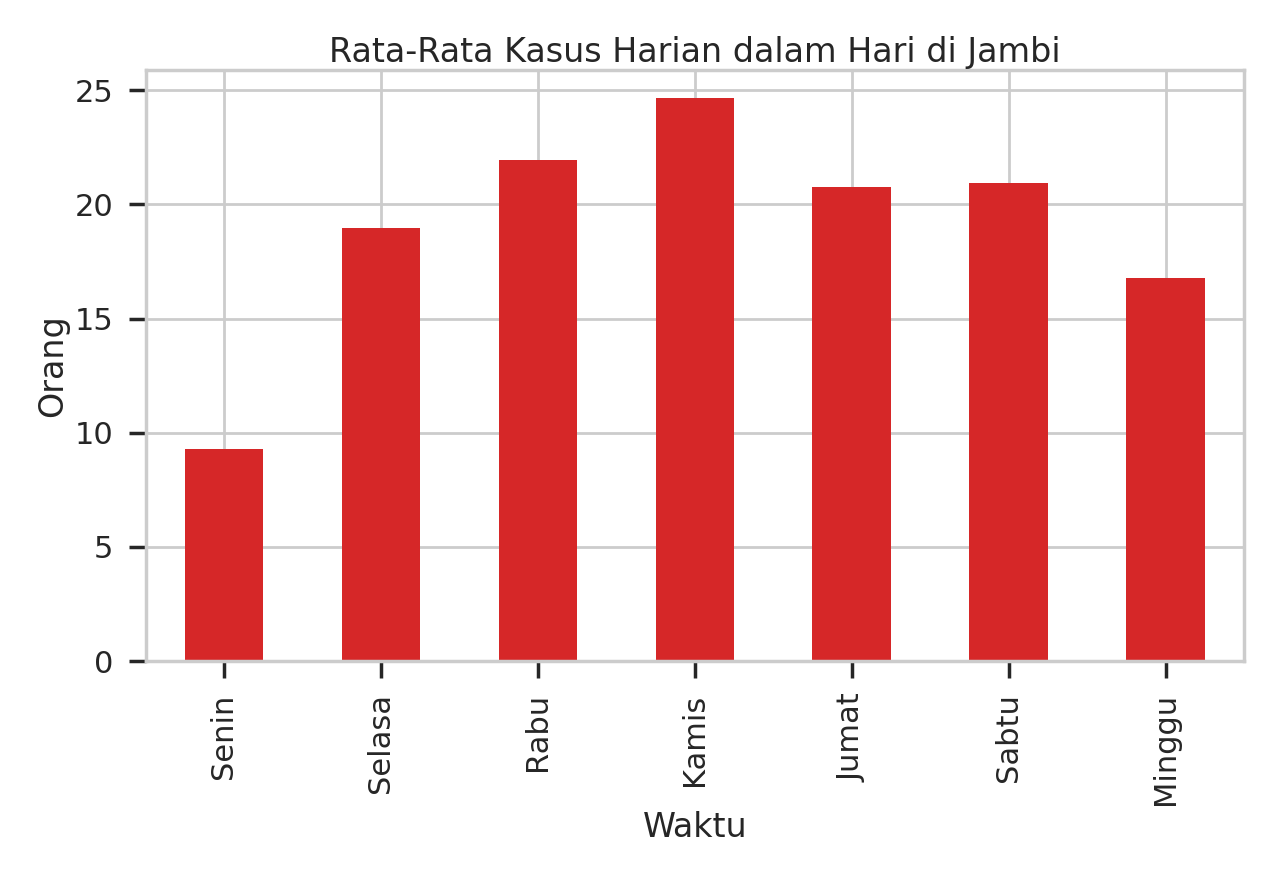 Rata-Rata Kasus Harian dalam Hari di Jambi
25
20
15
10
5
0
Orang
Senin
Selasa
Rabu
Kamis
Jumat
Sabtu
Minggu
Waktu